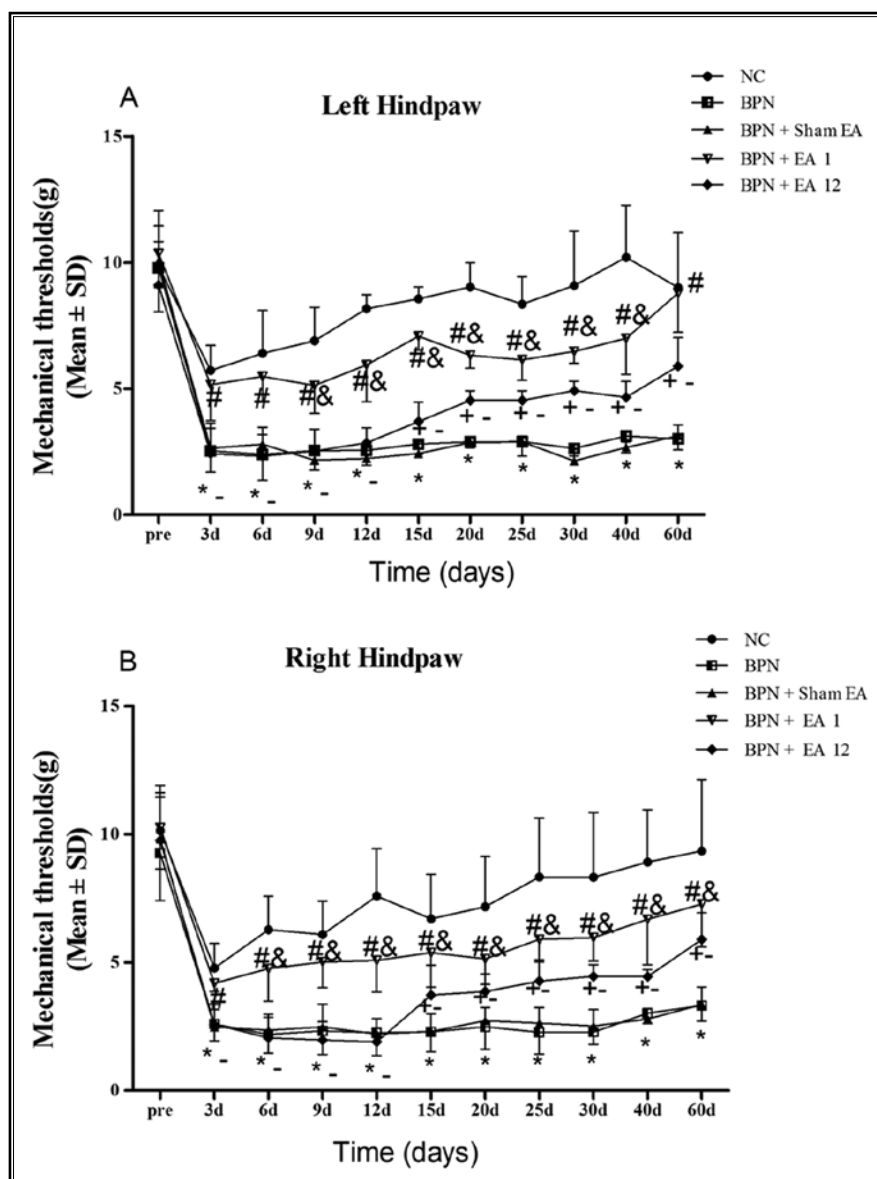 A
Left Hindpaw
NC
BPN
BPN + Sham EA
BPN + EA 1
BPN + EA 12
Mechanical thresholds(g)
(Mean ± SD)
15
10
5
0
# # #& #& #& #& #& #& #& #
+- +- +- +- +- +-
*- *- *- *- * * * * * *
pre 3d 6d 9d 12d 15d 20d 25d 30d 40d 60d
Time (days)
B
Right Hindpaw
NC
BPN
BPN + Sham EA
BPN + EA 1
BPN + EA 12
Mechanical thresholds(g)
(Mean ± SD)
15
10
5
0
# #& #& #& #& #& #& #& #& #&
+- +- +- +- +- +-
*- *- *- *- * * * * * *
pre 3d 6d 9d 12d 15d 20d 25d 30d 40d 60d
Time (days)